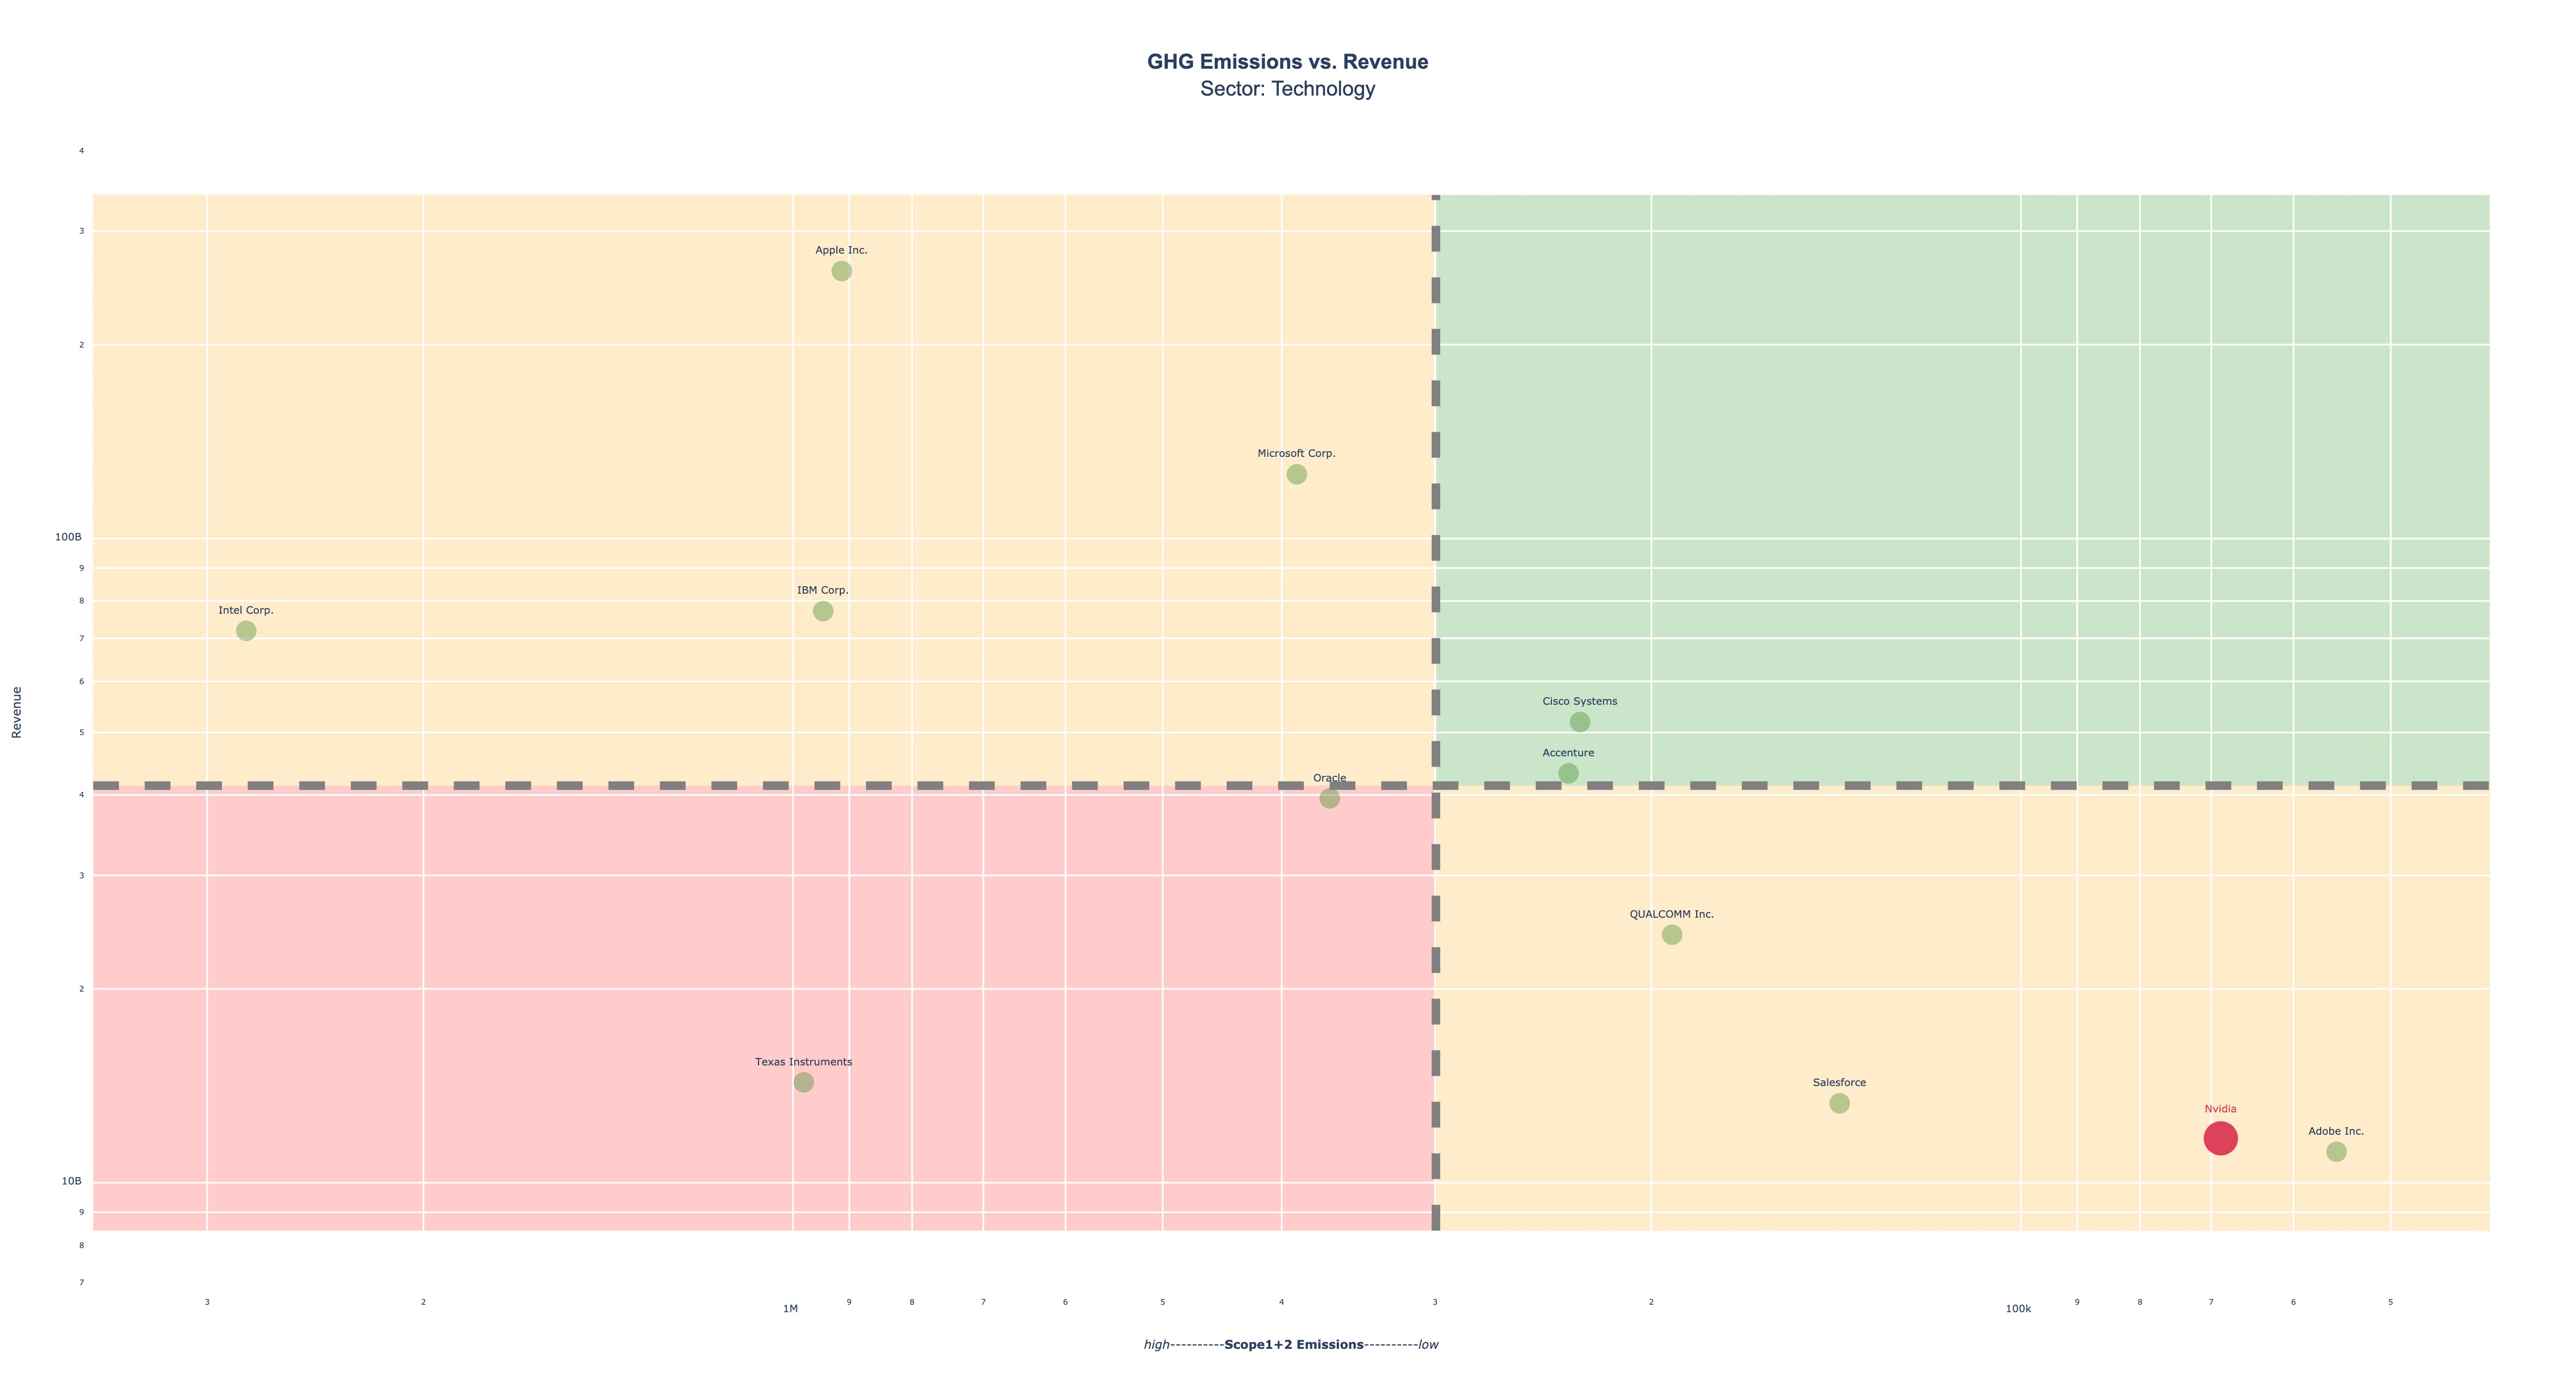 GHG Emissions vs. Revenue
Sector: Technology
4
3
Apple Inc.
2
Microsoft Corp.
100B
9
IBM Corp.
8
Intel Corp.
7
6
Cisco Systems
Revenue
5
Accenture
Oracle
4
3
QUALCOMM Inc.
2
Texas Instruments
Salesforce
Nvidia
Adobe Inc.
10B
9
8
7
3 2 1M 9 8 7 6 5 4 3 2 100k 9 8 7 6 5
high----------Scope1+2 Emissions----------low